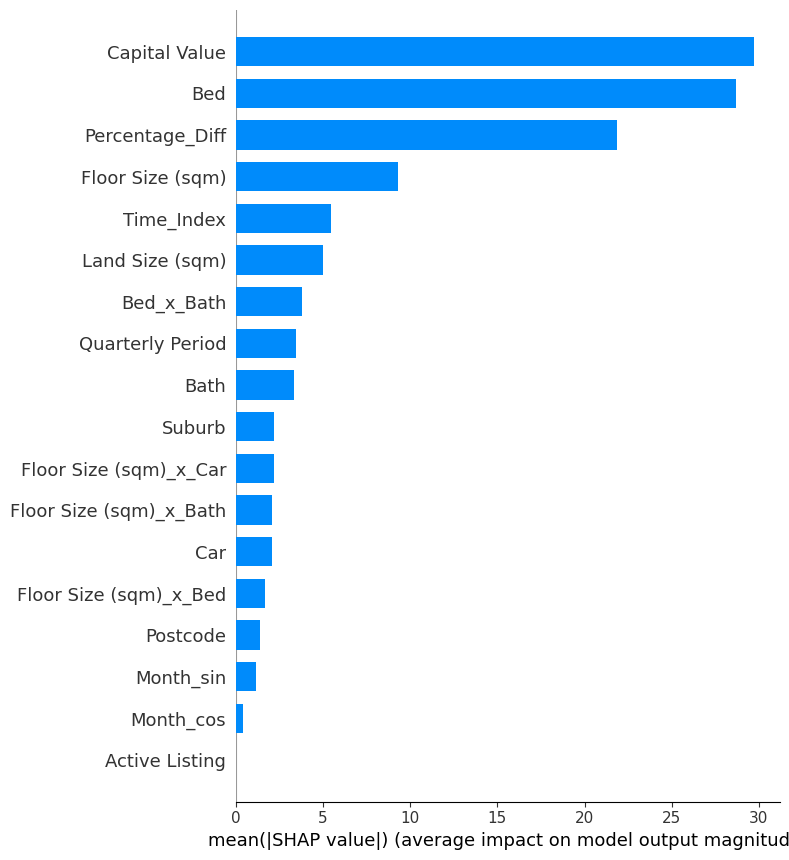 Capital Value
Bed
Percentage_Diff
Floor Size (sqm)
Time_Index
Land Size (sqm)
Bed_x_Bath
Quarterly Period
Bath
Suburb
Floor Size (sqm)_x_Car
Floor Size (sqm)_x_Bath
Car
Floor Size (sqm)_x_Bed
Postcode
Month_sin
Month_cos
Active Listing
0 5 10 15 20 25 30
mean(|SHAP value|) (average impact on model output magnitud